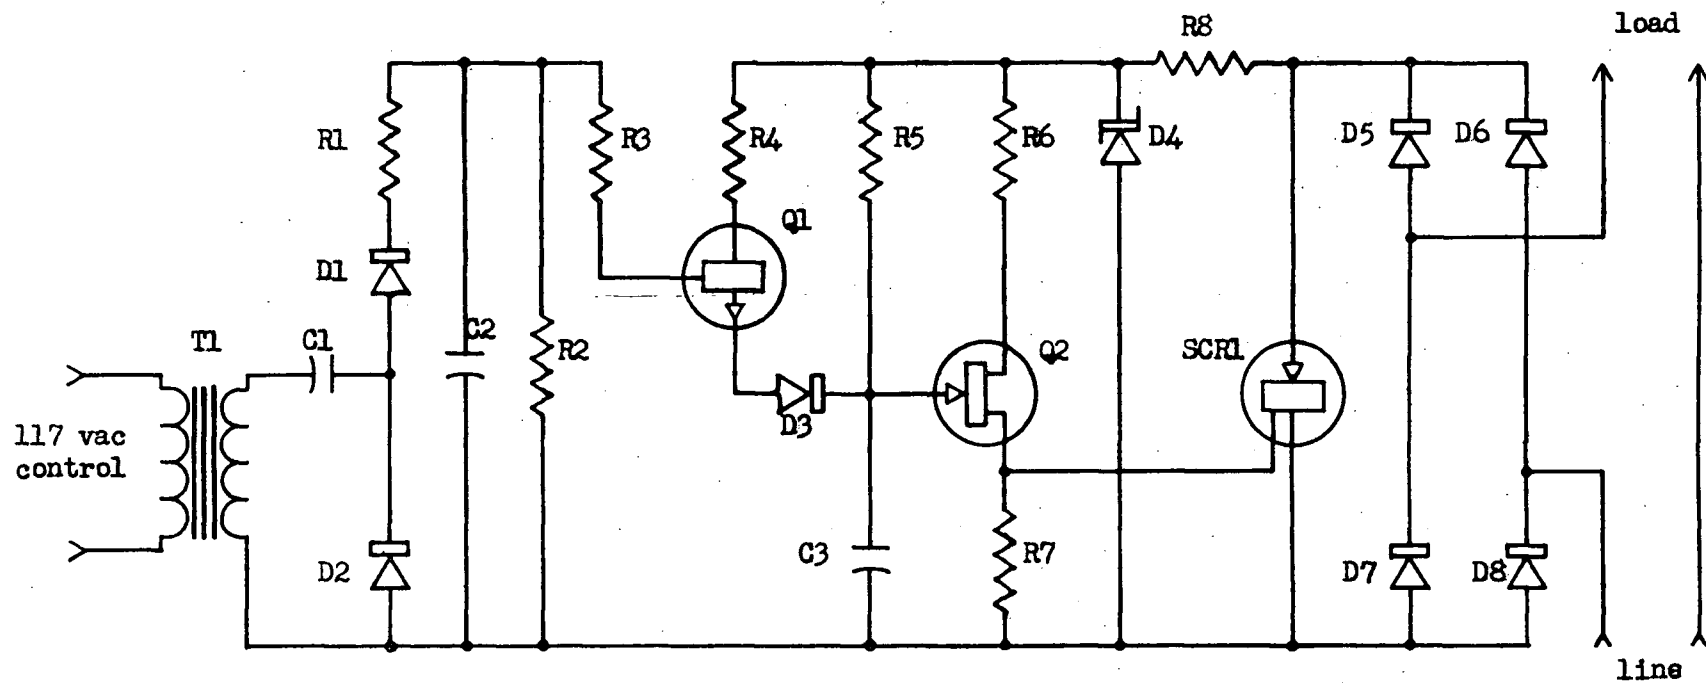 load
R8
R1
R3
R4
R5
R6
D4
D5
D6
Q1
D1
T1
C1
C2
R2
Q2
SCR1
117 vac
control
D3
D2
C3
R7
D7
D8
line